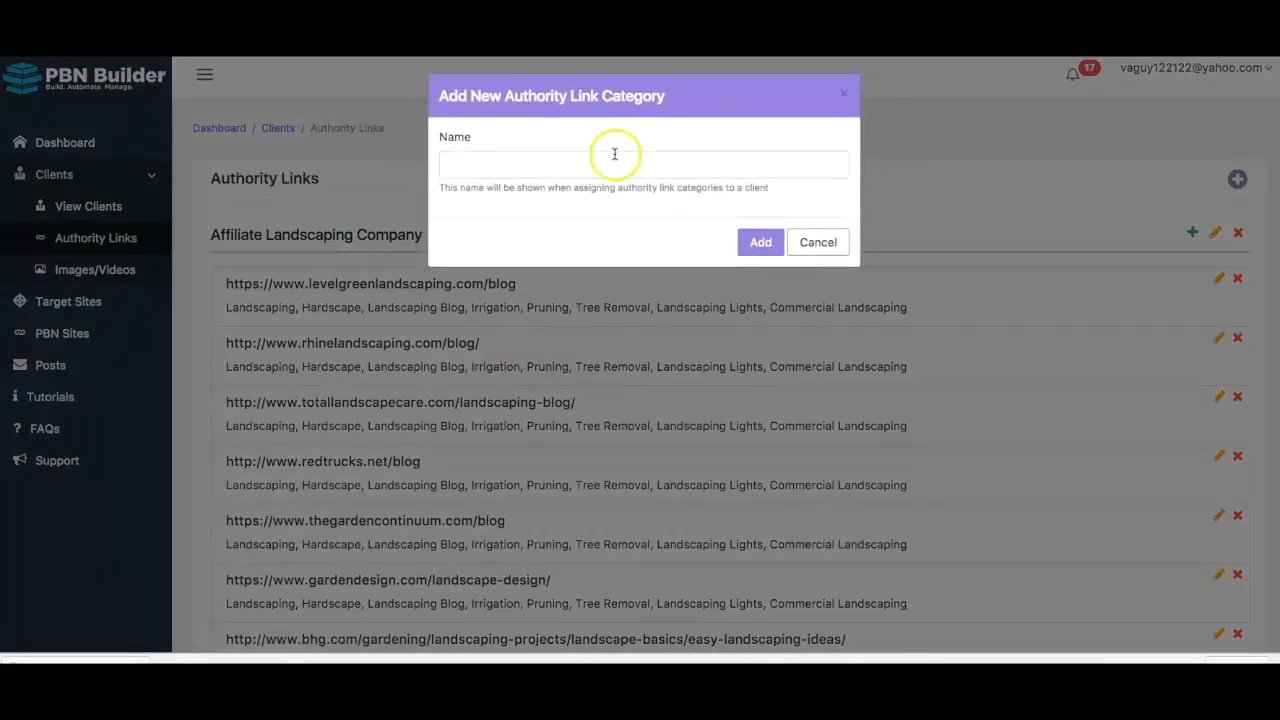 PBN Builder
Build. Automate. Manage.
17
vaguy122122@yahoo.com
Dashboard
Clients
View Clients
Authority Links
Images/Videos
Target Sites
PBN Sites
Posts
Tutorials
FAQs
Support
Dashboard / Clients / Authority Links
Add New Authority Link Category
Name
This name will be shown when assigning authority link categories to a client
Add
Cancel
Authority Links
Affiliate Landscaping Company
https://www.levelgreenlandscaping.com/blog
Landscaping, Hardscape, Landscaping Blog, Irrigation, Pruning, Tree Removal, Landscaping Lights, Commercial Landscaping
http://www.rhinelandscaping.com/blog/
Landscaping, Hardscape, Landscaping Blog, Irrigation, Pruning, Tree Removal, Landscaping Lights, Commercial Landscaping
http://www.totallandscapecare.com/landscaping-blog/
Landscaping, Hardscape, Landscaping Blog, Irrigation, Pruning, Tree Removal, Landscaping Lights, Commercial Landscaping
http://www.redtrucks.net/blog
Landscaping, Hardscape, Landscaping Blog, Irrigation, Pruning, Tree Removal, Landscaping Lights, Commercial Landscaping
https://www.thegardencontinuum.com/blog
Landscaping, Hardscape, Landscaping Blog, Irrigation, Pruning, Tree Removal, Landscaping Lights, Commercial Landscaping
https://www.gardendesign.com/landscape-design/
Landscaping, Hardscape, Landscaping Blog, Irrigation, Pruning, Tree Removal, Landscaping Lights, Commercial Landscaping
http://www.bhg.com/gardening/landscaping-projects/landscape-basics/easy-landscaping-ideas/